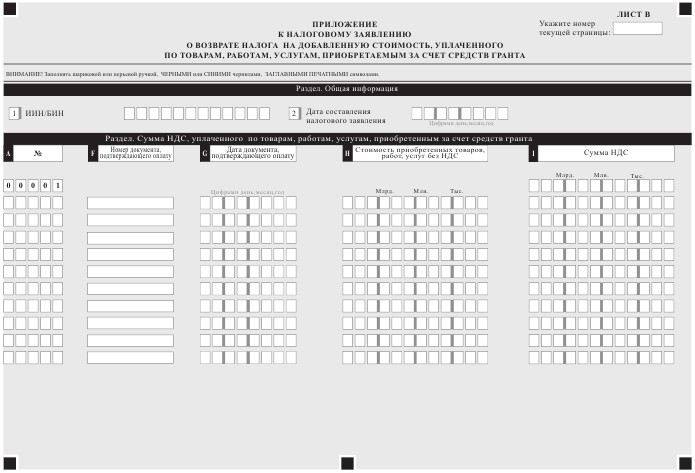 ЛИСТ В
ПРИЛОЖЕНИЕ
К НАЛОГОВОМУ ЗАЯВЛЕНИЮ
О ВОЗВРАТЕ НАЛОГА НА ДОБАВЛЕННУЮ СТОИМОСТЬ, УПЛАЧЕННОГО
ПО ТОВАРАМ, РАБОТАМ, УСЛУГАМ, ПРИОБРЕТАЕМЫМ ЗА СЧЕТ СРЕДСТВ ГРАНТА
Укажите номер
текущей страницы:
ВНИМАНИЕ! Заполнять шариковой или перьевой ручкой, ЧЕРНЫМИ или СИНИМИ чернилами, ЗАГЛАВНЫМИ ПЕЧАТНЫМИ символами.
Раздел. Общая информация
1 ИИН/БИН
2 Дата составления
налогового заявления
Цифрами день,месяц,год
Раздел. Сумма НДС, уплаченного по товарам, работам, услугам, приобретенным за счет средств гранта
A №
F Номер документа,
подтверждающего оплату
G Дата документа,
подтверждающего оплату
H Стоимость приобретенных товаров,
работ, услуг без НДС
I Сумма НДС
Млрд. Млн. Тыс.
0 0 0 0 1
Цифрами день,месяц,год
Млрд. Млн. Тыс.